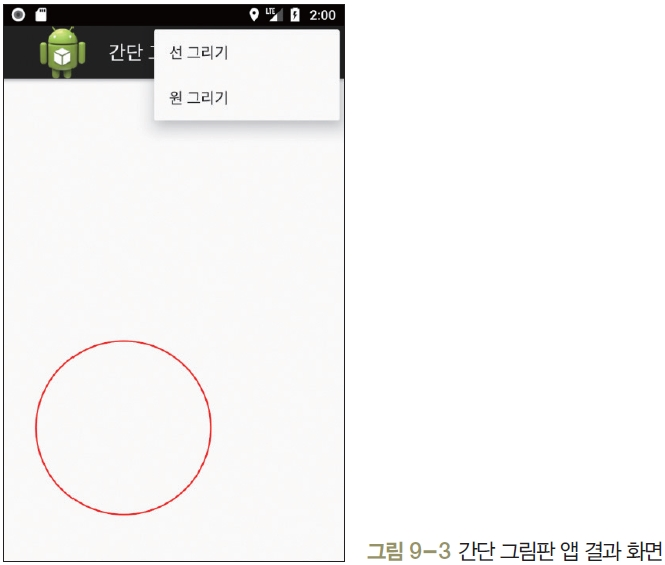 LTE 2:00
간단 그
선 그리기
원 그리기
그림 9-3 간단 그림판 앱 결과 화면